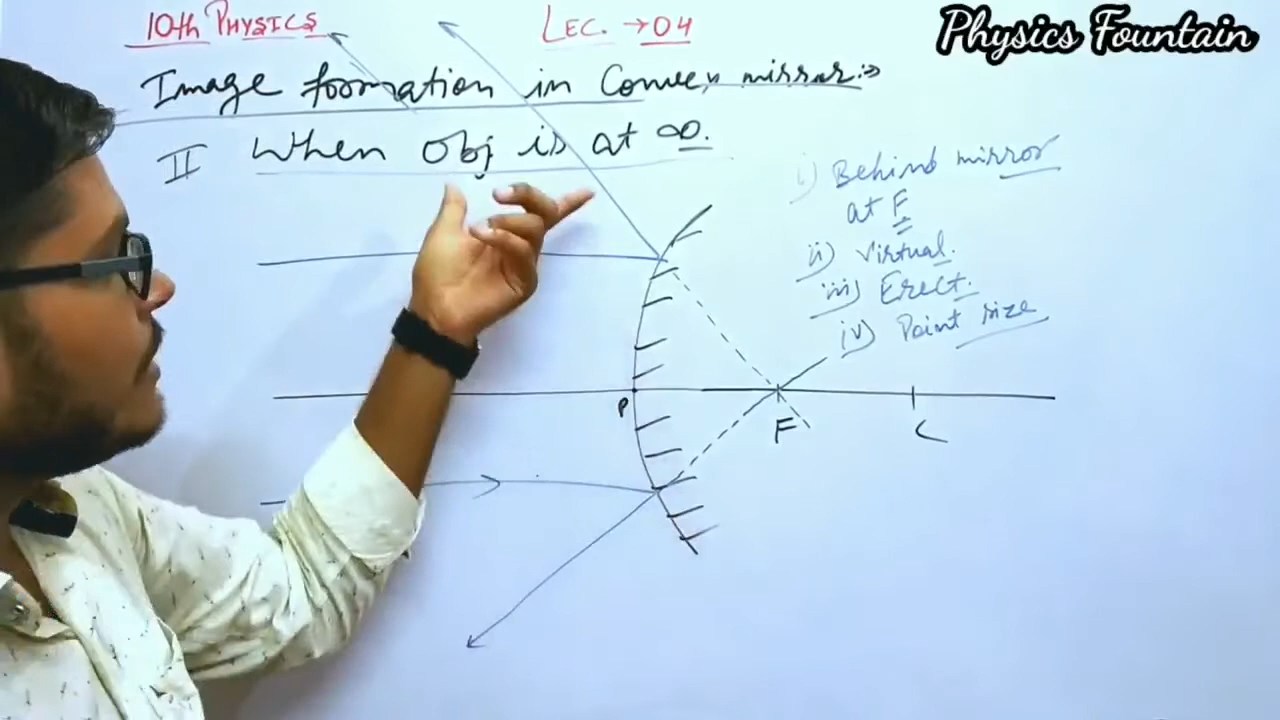 10th PHYSICS
LEC. → 04
Physics Fountain
Image formation in Convex mirror :->
II When Obj is at ∞.
i) Behind mirror
at F
ii) Virtual.
iii) Erect.
iv) Point size
P
F
C